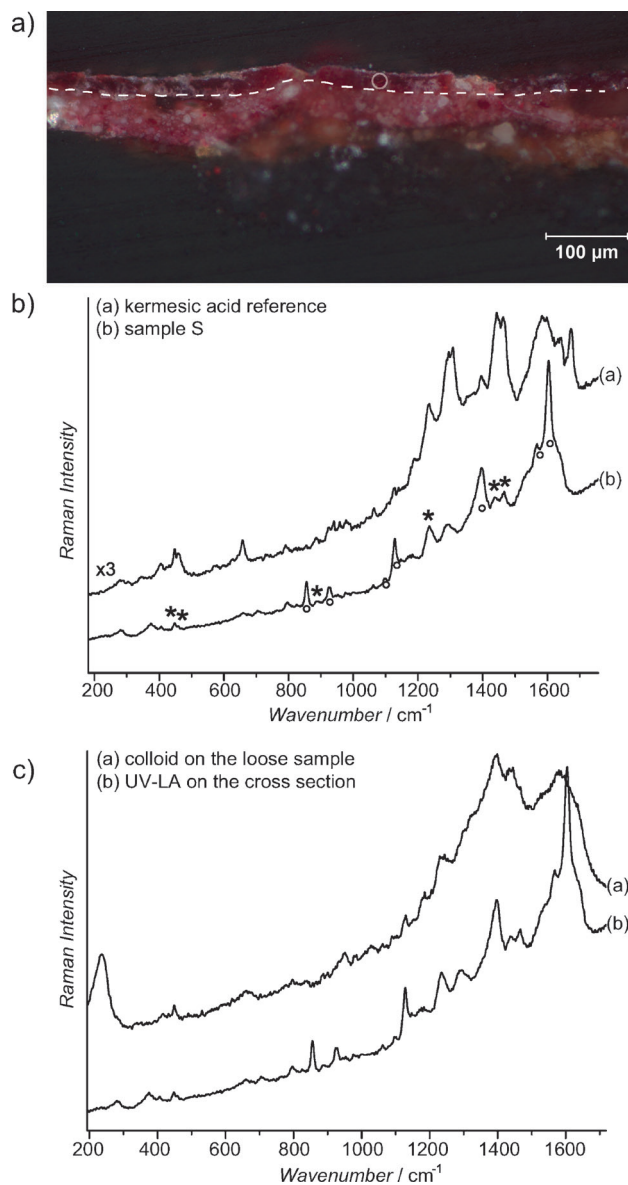 a)
100 µm
b)
(a) kermesic acid reference
(b) sample S
(a)
(b)
x3
* *
*
*
* *
Raman Intensity
200 400 600 800 1000 1200 1400 1600
Wavenumber / cm-1
c)
(a) colloid on the loose sample
(b) UV-LA on the cross section
(a)
(b)
Raman Intensity
200 400 600 800 1000 1200 1400 1600
Wavenumber / cm-1